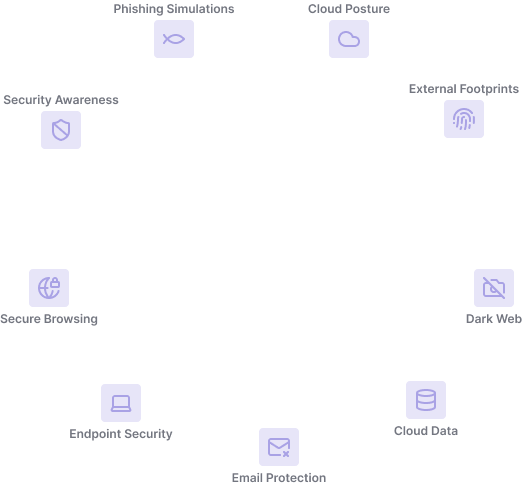 Phishing Simulations
Cloud Posture
External Footprints
Security Awareness
Secure Browsing
Dark Web
Endpoint Security
Cloud Data
Email Protection